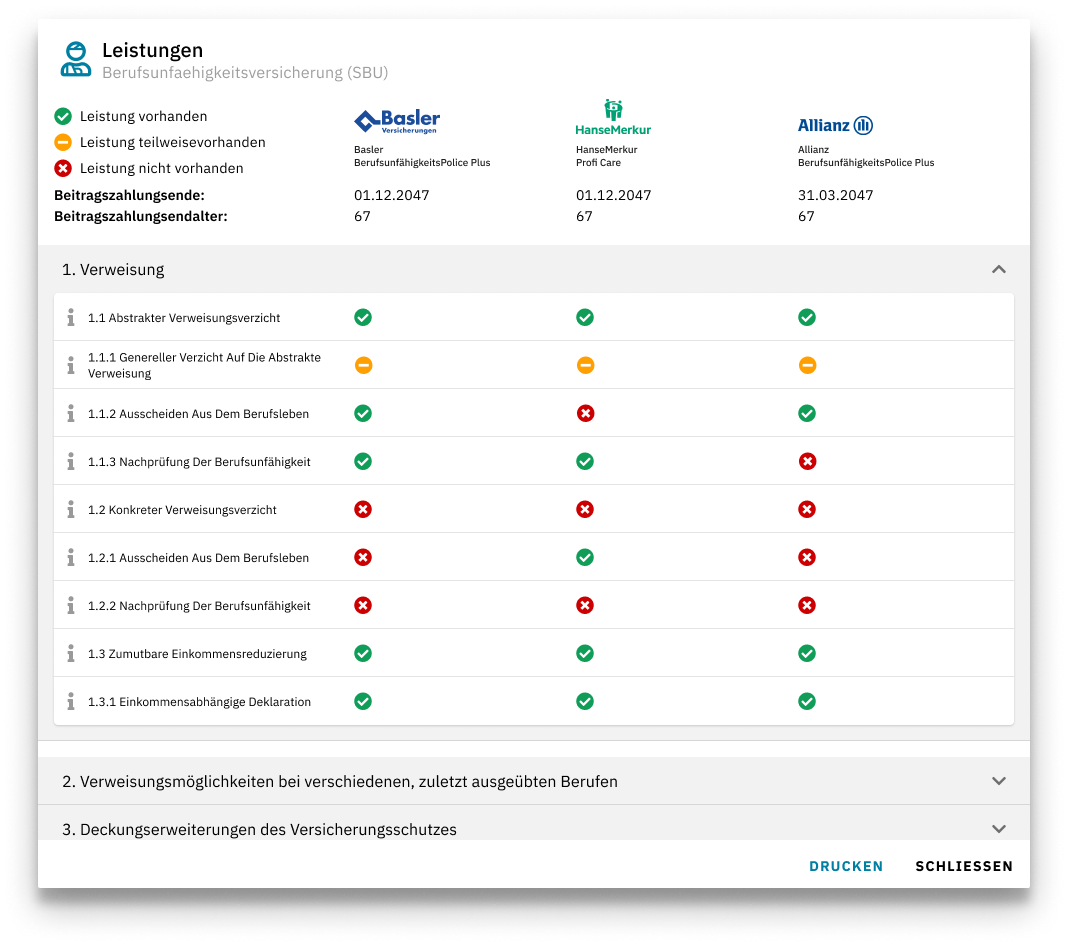 Leistungen
Berufsunfaehigkeitsversicherung (SBU)
Leistung vorhanden
Leistung teilweisevorhanden
Leistung nicht vorhanden
Basler
Versicherungen
HanseMerkur
Allianz
Basler
BerufsunfähigkeitsPolice Plus
HanseMerkur
Profi Care
Allianz
BerufsunfähigkeitsPolice Plus
Beitragszahlungsende: 01.12.2047 01.12.2047 31.03.2047
Beitragszahlungsendalter: 67 67 67
1. Verweisung
1.1 Abstrakter Verweisungsverzicht
1.1.1 Genereller Verzicht Auf Die Abstrakte
Verweisung
1.1.2 Ausscheiden Aus Dem Berufsleben
1.1.3 Nachprüfung Der Berufsunfähigkeit
1.2 Konkreter Verweisungsverzicht
1.2.1 Ausscheiden Aus Dem Berufsleben
1.2.2 Nachprüfung Der Berufsunfähigkeit
1.3 Zumutbare Einkommensreduzierung
1.3.1 Einkommensabhängige Deklaration
2. Verweisungsmöglichkeiten bei verschiedenen, zuletzt ausgeübten Berufen
3. Deckungserweiterungen des Versicherungsschutzes
DRUCKEN SCHLIESSEN